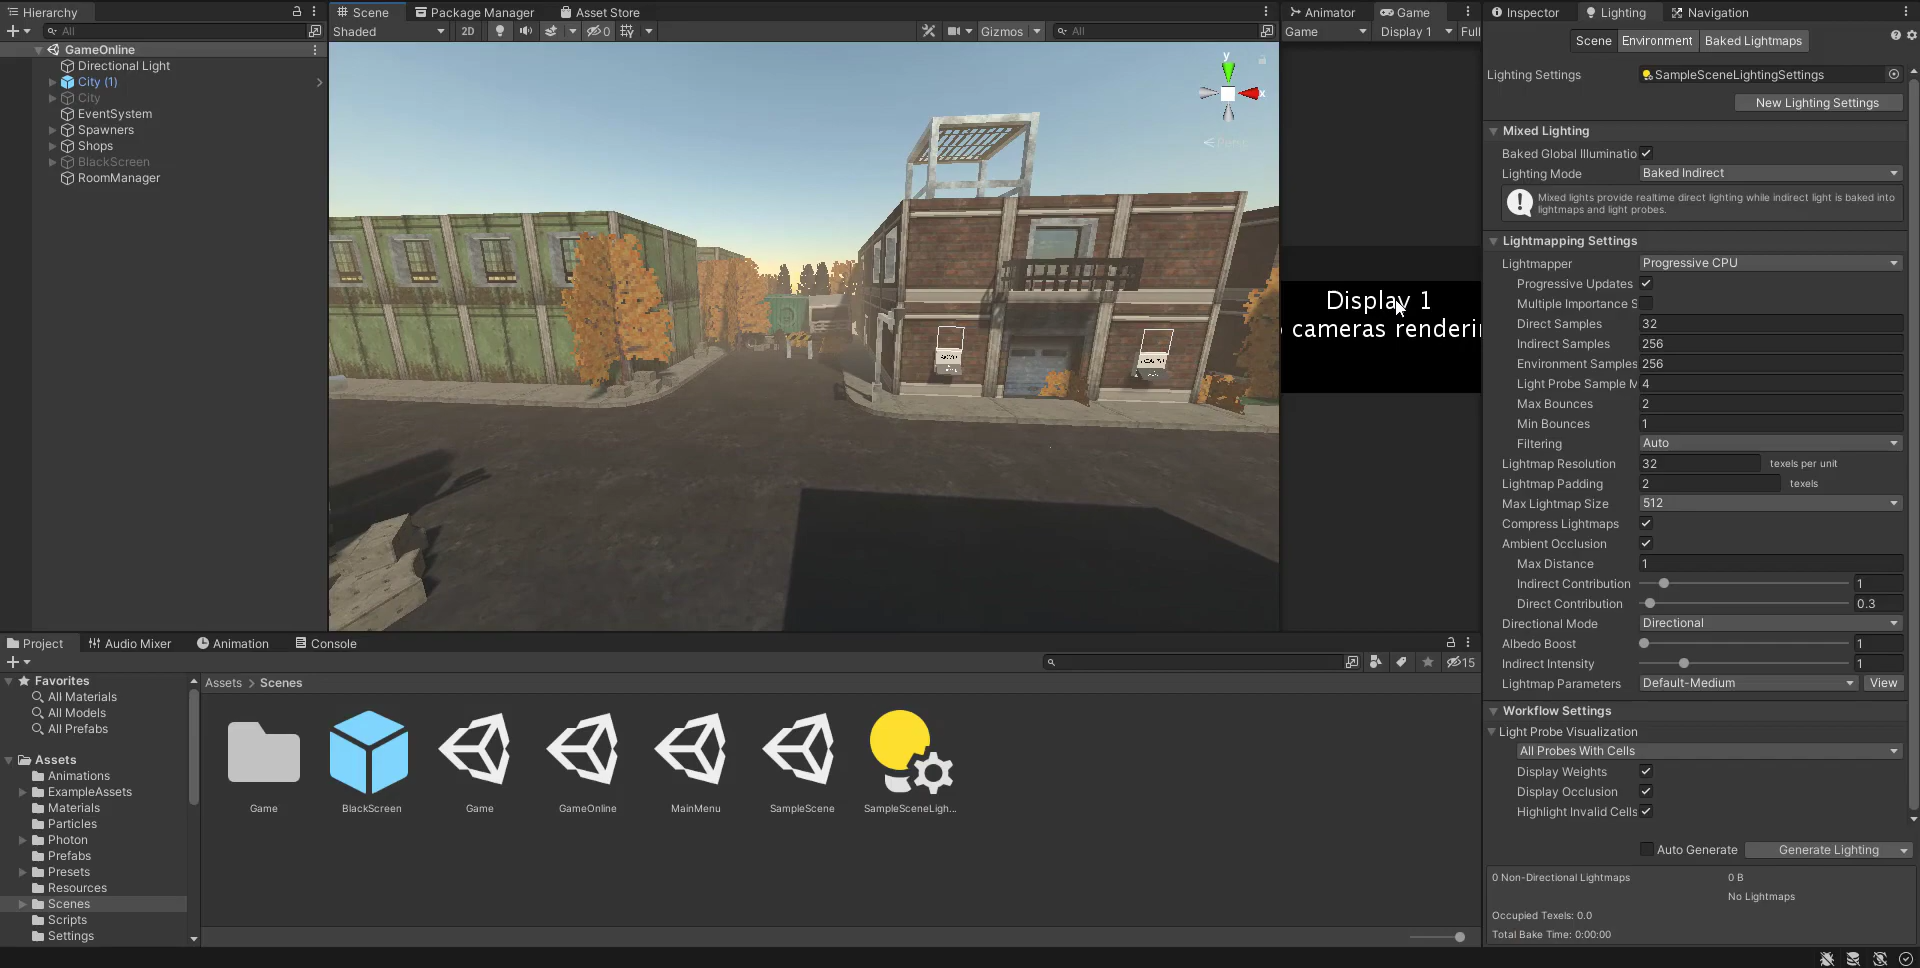 Hierarchy
Scene
Package Manager
Asset Store
Animator
Game
Inspector
Lighting
Navigation
All
Shaded
2D
0
Gizmos
All
Game
Display 1
Full
Scene
Environment
Baked Lightmaps
GameOnline
Directional Light
City (1)
City
EventSystem
Spawners
Shops
BlackScreen
RoomManager
y
x
Persp
Display 1
cameras renderin
Lighting Settings
SampleSceneLightingSettings
New Lighting Settings
Mixed Lighting
Baked Global Illuminatio
Lighting Mode
Baked Indirect
Mixed lights provide realtime direct lighting while indirect light is baked into
lightmaps and light probes.
Lightmapping Settings
Lightmapper
Progressive CPU
Progressive Updates
Multiple Importance S
Direct Samples
32
Indirect Samples
256
Environment Samples
256
Light Probe Sample M
4
Max Bounces
2
Min Bounces
1
Filtering
Auto
Lightmap Resolution
32
texels per unit
Lightmap Padding
2
texels
Max Lightmap Size
512
Compress Lightmaps
Ambient Occlusion
Max Distance
1
Indirect Contribution
1
Direct Contribution
0.3
Directional Mode
Directional
Albedo Boost
1
Indirect Intensity
1
Lightmap Parameters
Default-Medium
View
Workflow Settings
Light Probe Visualization
All Probes With Cells
Display Weights
Display Occlusion
Highlight Invalid Cells
Auto Generate
Generate Lighting
0 Non-Directional Lightmaps
0 B
No Lightmaps
Occupied Texels: 0.0
Total Bake Time: 0:00:00
Project
Audio Mixer
Animation
Console
15
Favorites
All Materials
All Models
All Prefabs
Assets
Animations
ExampleAssets
Materials
Particles
Photon
Prefabs
Presets
Resources
Scenes
Scripts
Settings
Assets > Scenes
Game
BlackScreen
Game
GameOnline
MainMenu
SampleScene
SampleSceneLigh...